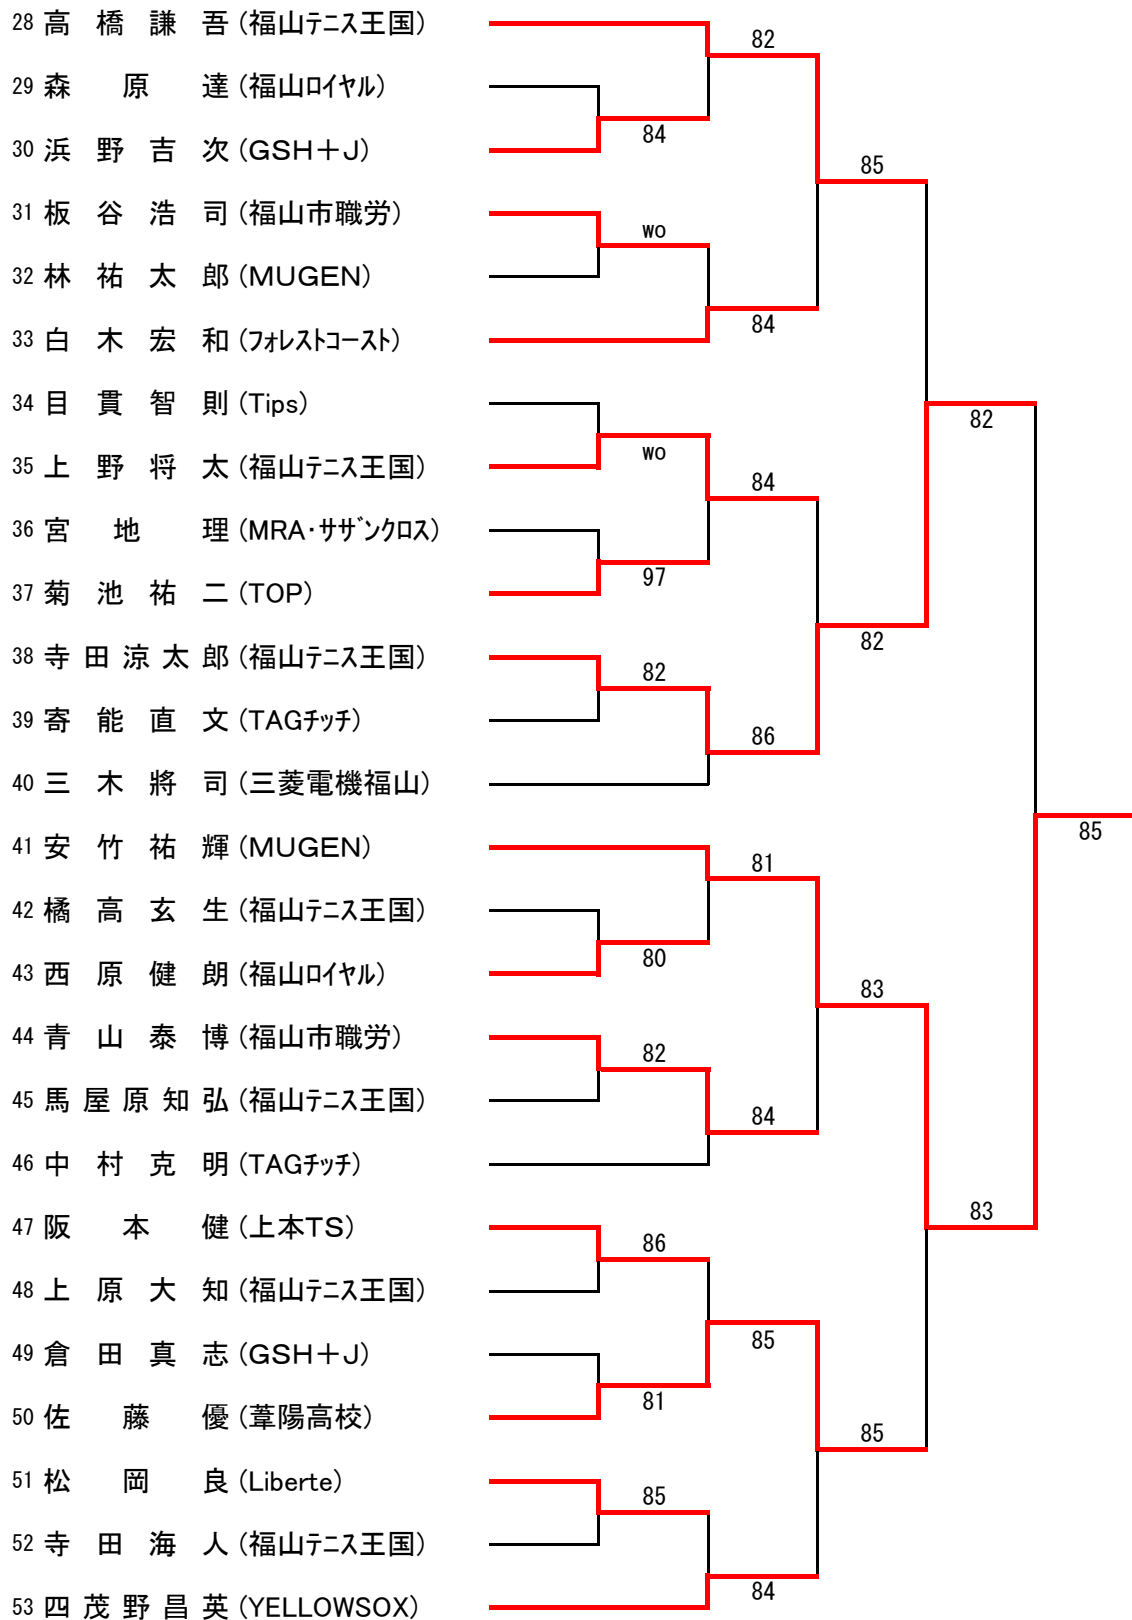 28 高橋謙吾 (福山テニス王国)
82
29 森原達 (福山ロイヤル)
84
30 浜野吉次 (GSH＋J)
85
31 板谷浩司 (福山市職労)
wo
32 林祐太郎 (MUGEN)
84
33 白木宏和 (フォレストコースト)
34 目貫智則 (Tips)
82
wo
35 上野将太 (福山テニス王国)
84
36 宮地理 (MRA・サザンクロス)
97
37 菊池祐二 (TOP)
82
38 寺田涼太郎 (福山テニス王国)
82
39 寄能直文 (TAGチッチ)
86
40 三木將司 (三菱電機福山)
85
41 安竹祐輝 (MUGEN)
81
42 橘高玄生 (福山テニス王国)
80
43 西原健朗 (福山ロイヤル)
83
44 青山泰博 (福山市職労)
82
45 馬屋原知弘 (福山テニス王国)
84
46 中村克明 (TAGチッチ)
83
47 阪本健 (上本TS)
86
48 上原大知 (福山テニス王国)
85
49 倉田真志 (GSH＋J)
81
50 佐藤優 (葦陽高校)
85
51 松岡良 (Liberte)
85
52 寺田海人 (福山テニス王国)
84
53 四茂野昌英 (YELLOWSOX)